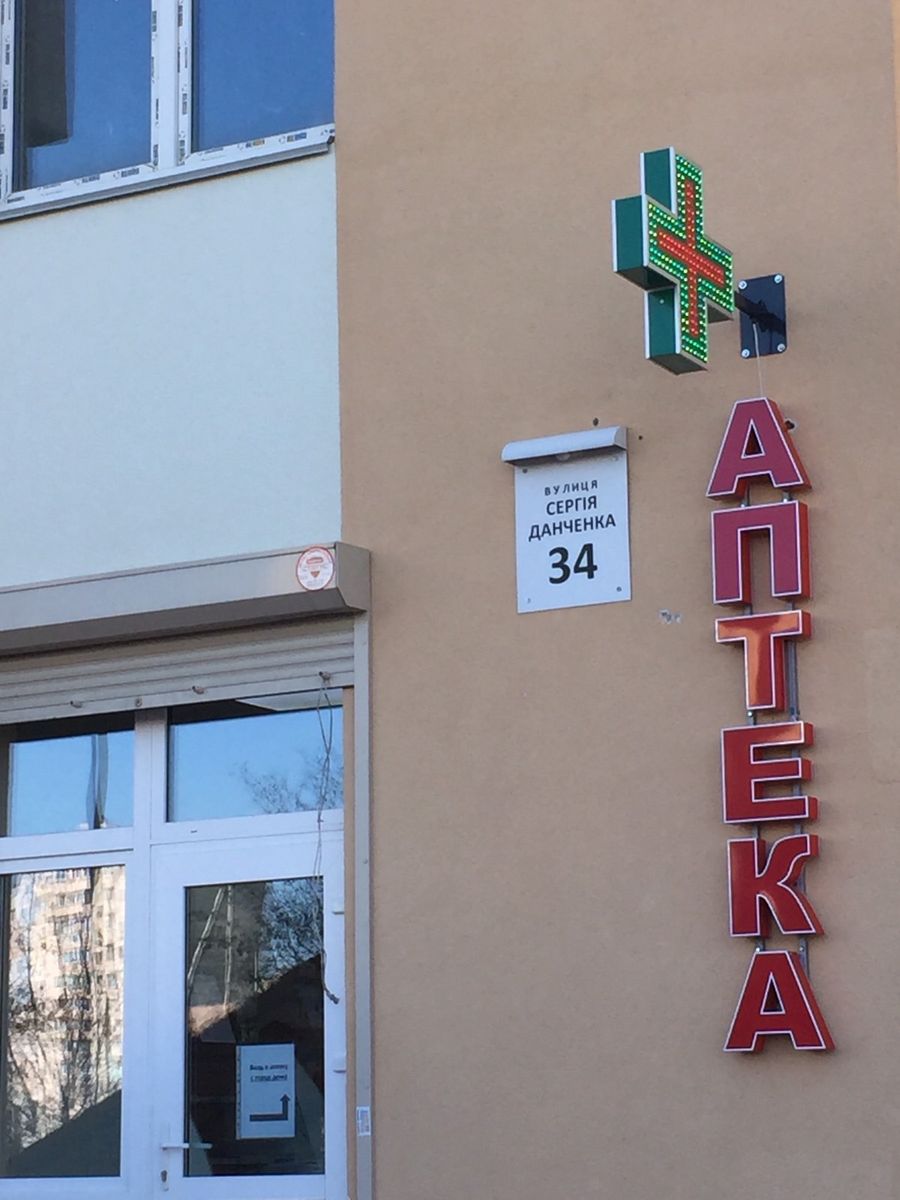 ВУЛИЦЯ
СЕРГІЯ
ДАНЧЕНКА
34
АПТЕКА